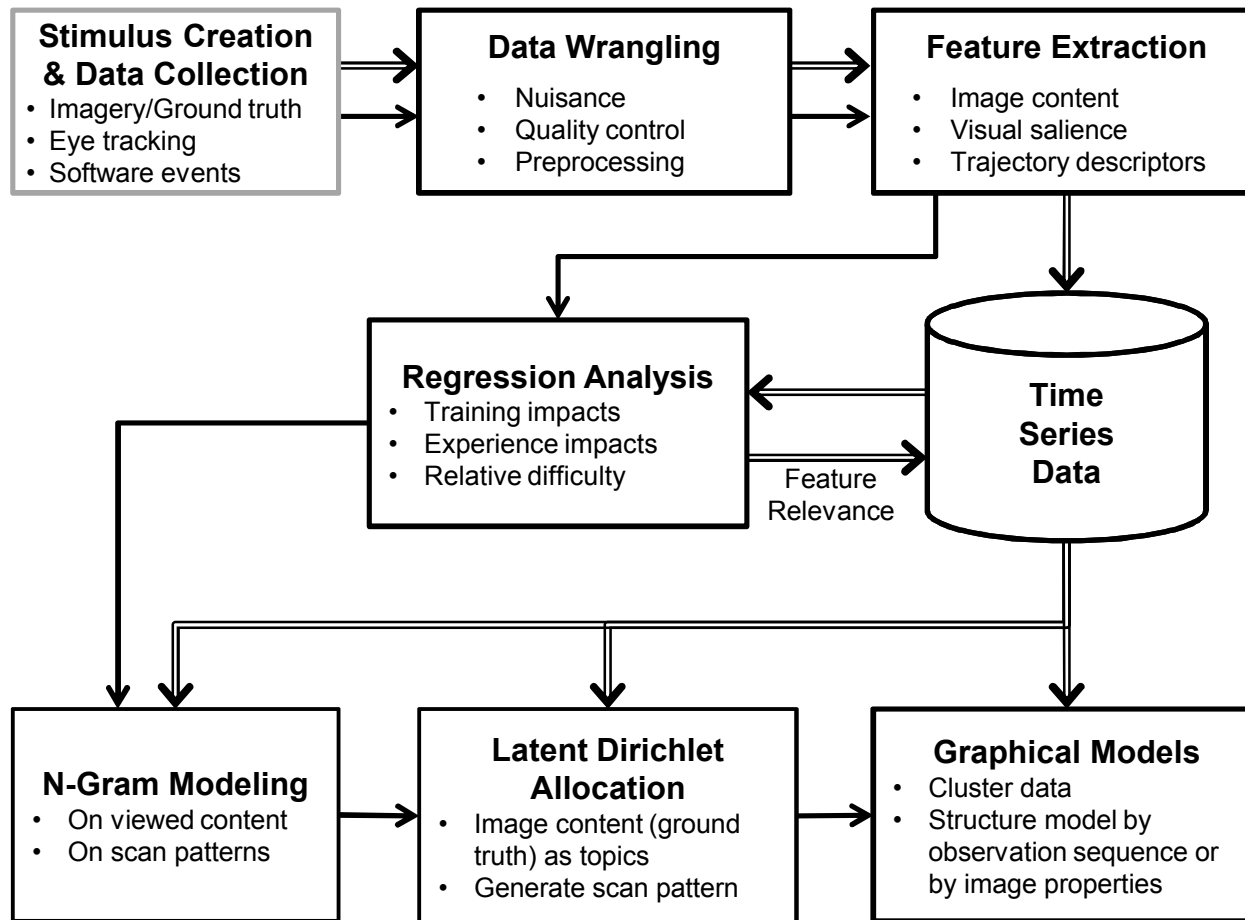 Stimulus Creation
& Data Collection
• Imagery/Ground truth
• Eye tracking
• Software events
Data Wrangling
• Nuisance
• Quality control
• Preprocessing
Feature Extraction
• Image content
• Visual salience
• Trajectory descriptors
Regression Analysis
• Training impacts
• Experience impacts
• Relative difficulty
Feature
Relevance
Time
Series
Data
N-Gram Modeling
• On viewed content
• On scan patterns
Latent Dirichlet
Allocation
• Image content (ground
truth) as topics
• Generate scan pattern
Graphical Models
• Cluster data
• Structure model by
observation sequence or
by image properties